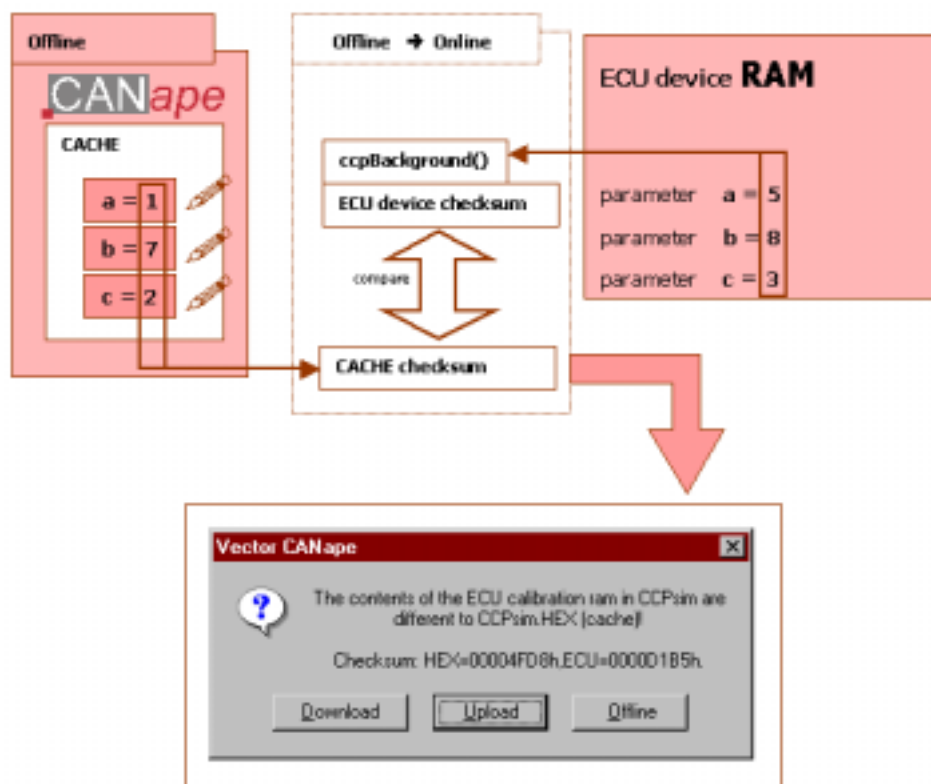 Offline
CANape
CACHE
a = 1
b = 7
c = 2
Offline → Online
ccpBackground()
ECU device checksum
compare
CACHE checksum
ECU device RAM
parameter a = 5
parameter b = 8
parameter c = 3
Vector CANape
The contents of the ECU calibration ram in CCPsim are
different to CCPsim.HEX (cache)!
Checksum: HEX=00004FD8h,ECU=0000D1B5h.
Download
Upload
Offline